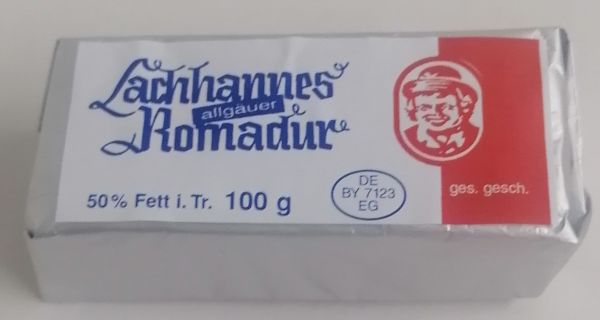 Lachhannes
allgäuer
Romadur
50% Fett i. Tr. 100 g
DE
BY 7123
EG
ges. gesch.